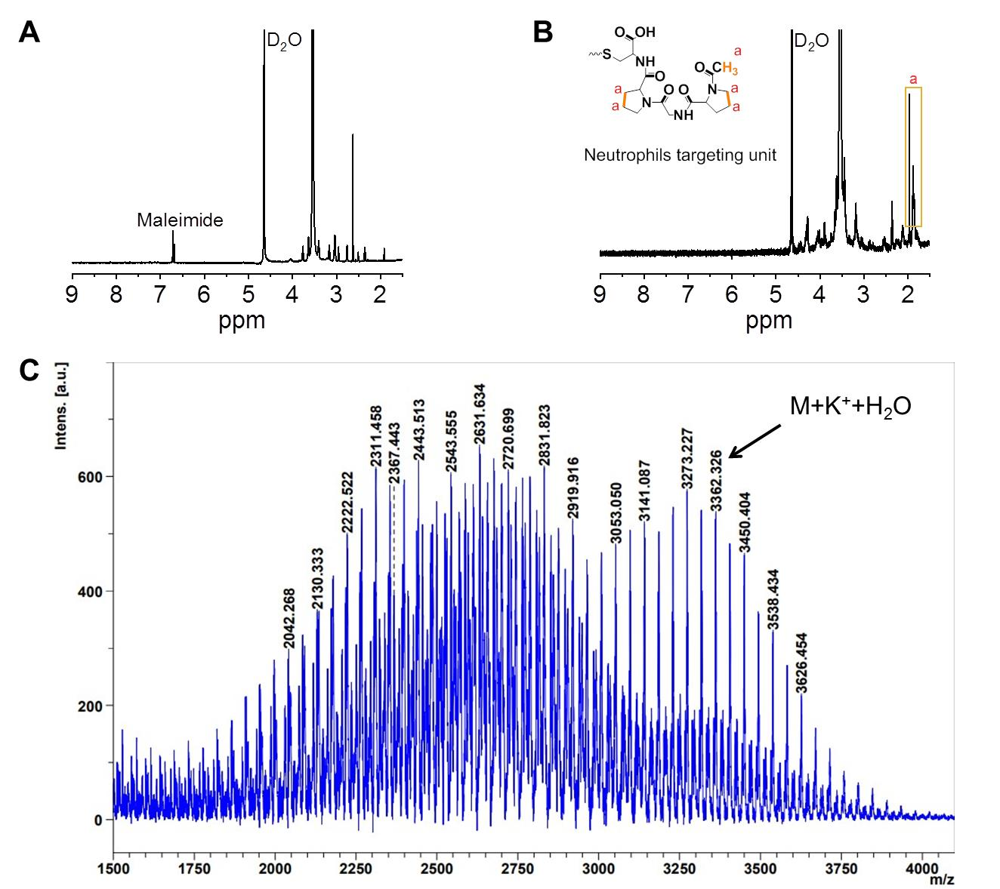 A
D₂O
Maleimide
9 8 7 6 5 4 3 2
ppm
B
O OH
S
NH
O
a
OCH₃
a
a
N
O O
N
a
a
NH
Neutrophils targeting unit
D₂O
a
9 8 7 6 5 4 3 2
ppm
C
Intens. [a.u.]
600
400
200
0
2042.268
2130.333
2222.522
2311.458
2367.443
2443.513
2543.555
2631.634
2720.699
2831.823
2919.916
3053.050
3141.087
3273.227
3362.326
3450.404
3538.434
3626.454
M+K⁺+H₂O
1500 1750 2000 2250 2500 2750 3000 3250 3500 3750 4000
m/z